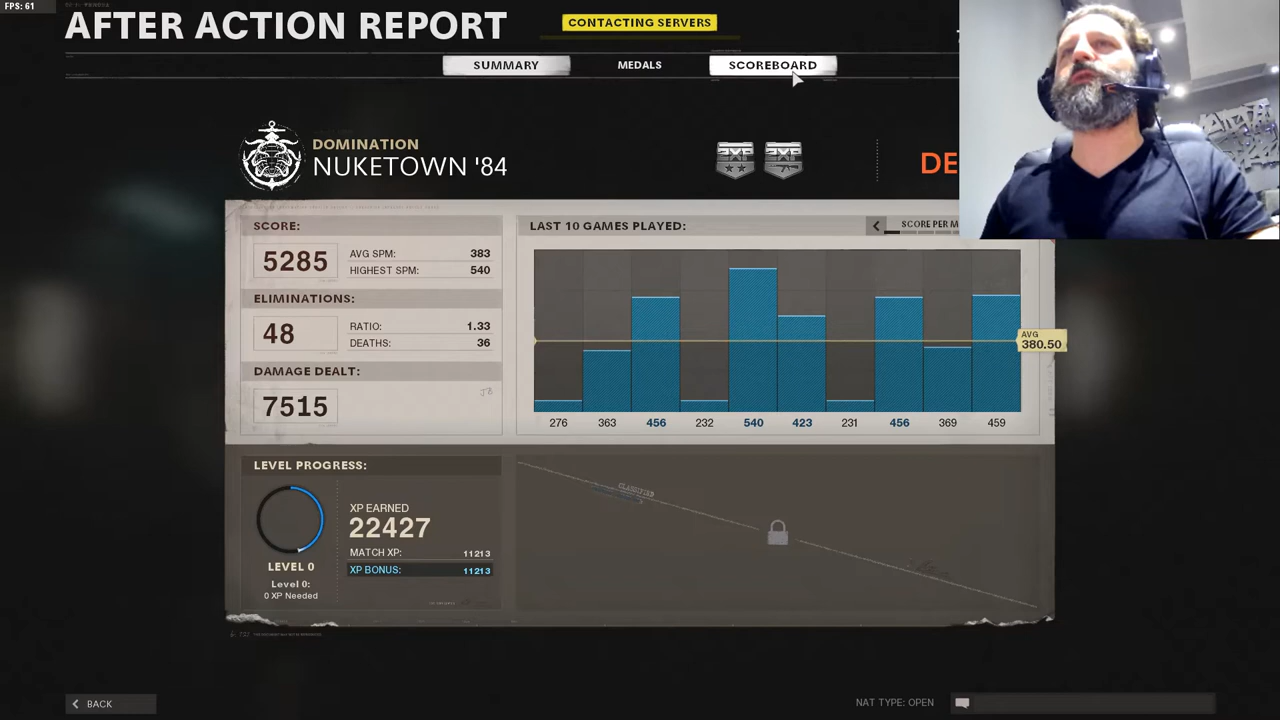 FPS: 61
AFTER ACTION REPORT
CONTACTING SERVERS
SUMMARY
MEDALS
SCOREBOARD
DOMINATION
NUKETOWN '84
2XP
2XP
DE
SCORE:
5285
AVG SPM: 383
HIGHEST SPM: 540
ELIMINATIONS:
48
RATIO: 1.33
DEATHS: 36
DAMAGE DEALT:
7515
LAST 10 GAMES PLAYED:
SCORE PER M
AVG
380.50
276 363 456 232 540 423 231 456 369 459
LEVEL PROGRESS:
LEVEL 0
Level 0:
0 XP Needed
XP EARNED
22427
MATCH XP: 11213
XP BONUS: 11213
CLASSIFIED
BACK
NAT TYPE: OPEN